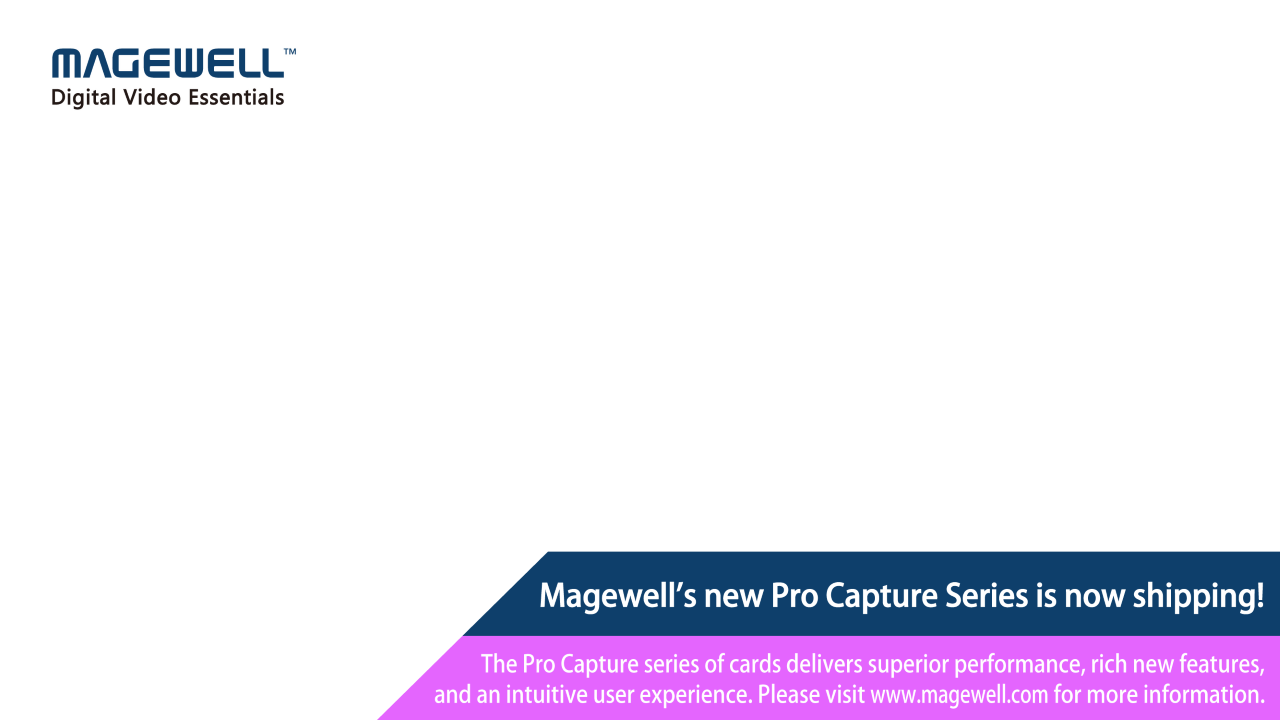 MAGEWELL™
Digital Video Essentials
Magewell’s new Pro Capture Series is now shipping!
The Pro Capture series of cards delivers superior performance, rich new features,
and an intuitive user experience. Please visit www.magewell.com for more information.